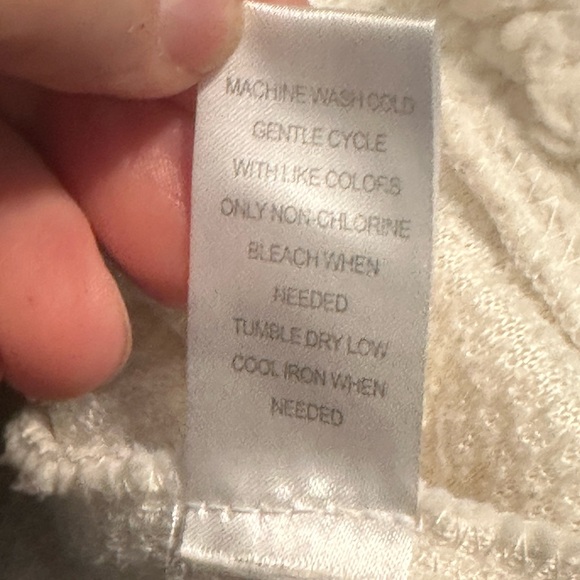 MACHINE WASH COLD
GENTLE CYCLE
WITH LIKE COLORS
ONLY NON-CHLORINE
BLEACH WHEN
NEEDED
TUMBLE DRY LOW
COOL IRON WHEN
NEEDED